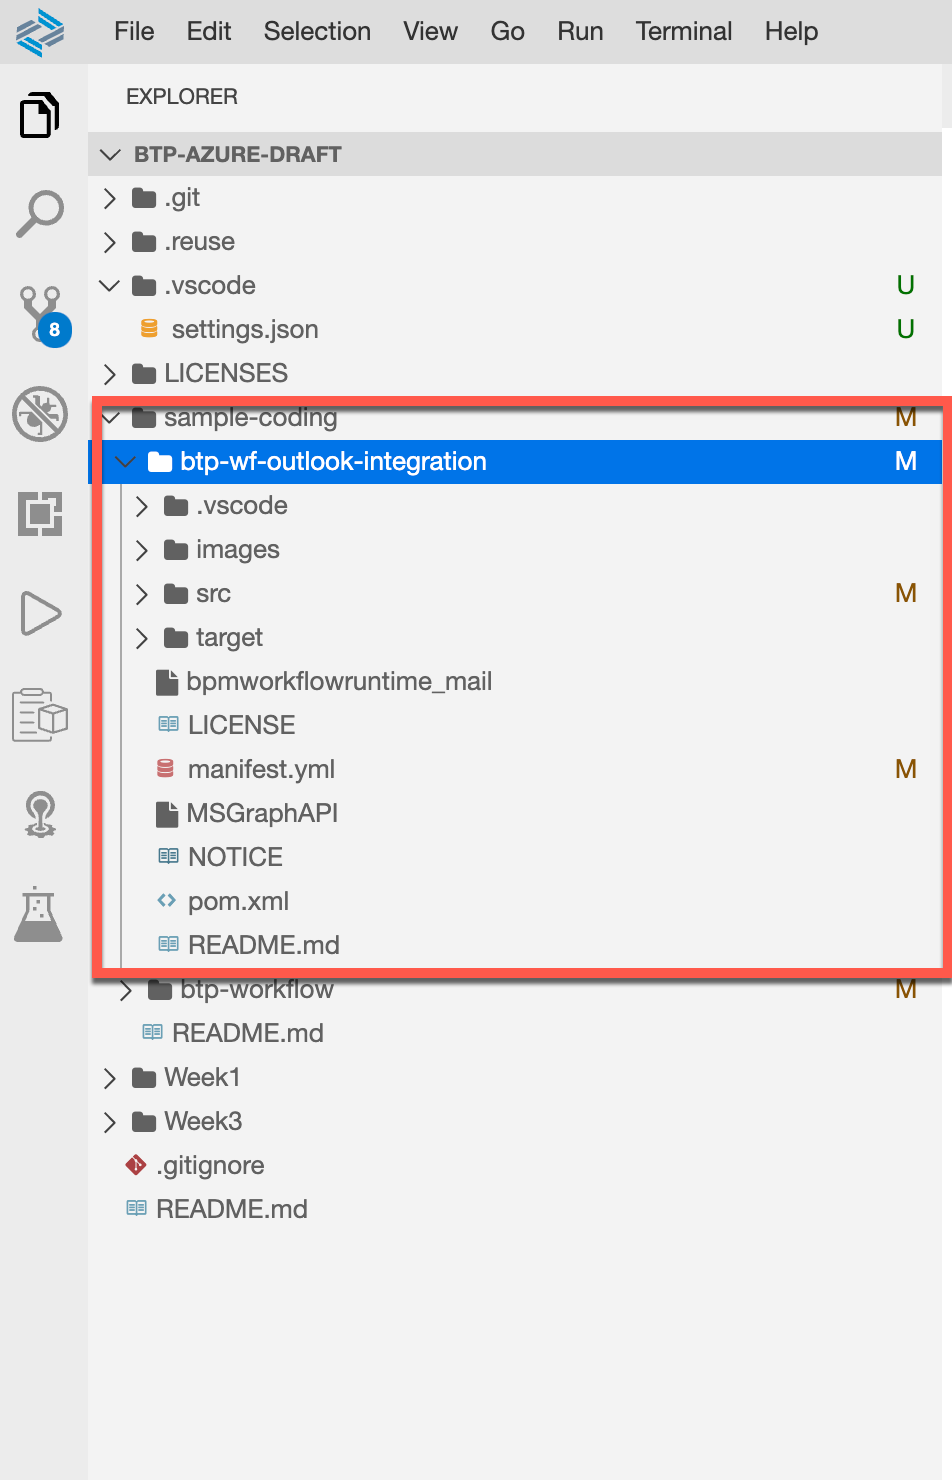 File Edit Selection View Go Run Terminal Help
EXPLORER
BTP-AZURE-DRAFT
.git
.reuse
.vscode U
settings.json U
8
LICENSES
sample-coding M
btp-wf-outlook-integration M
.vscode
images
src M
target
bpmworkflowruntime_mail
LICENSE
manifest.yml M
MSGraphAPI
NOTICE
pom.xml
README.md
btp-workflow M
README.md
Week1
Week3
.gitignore
README.md